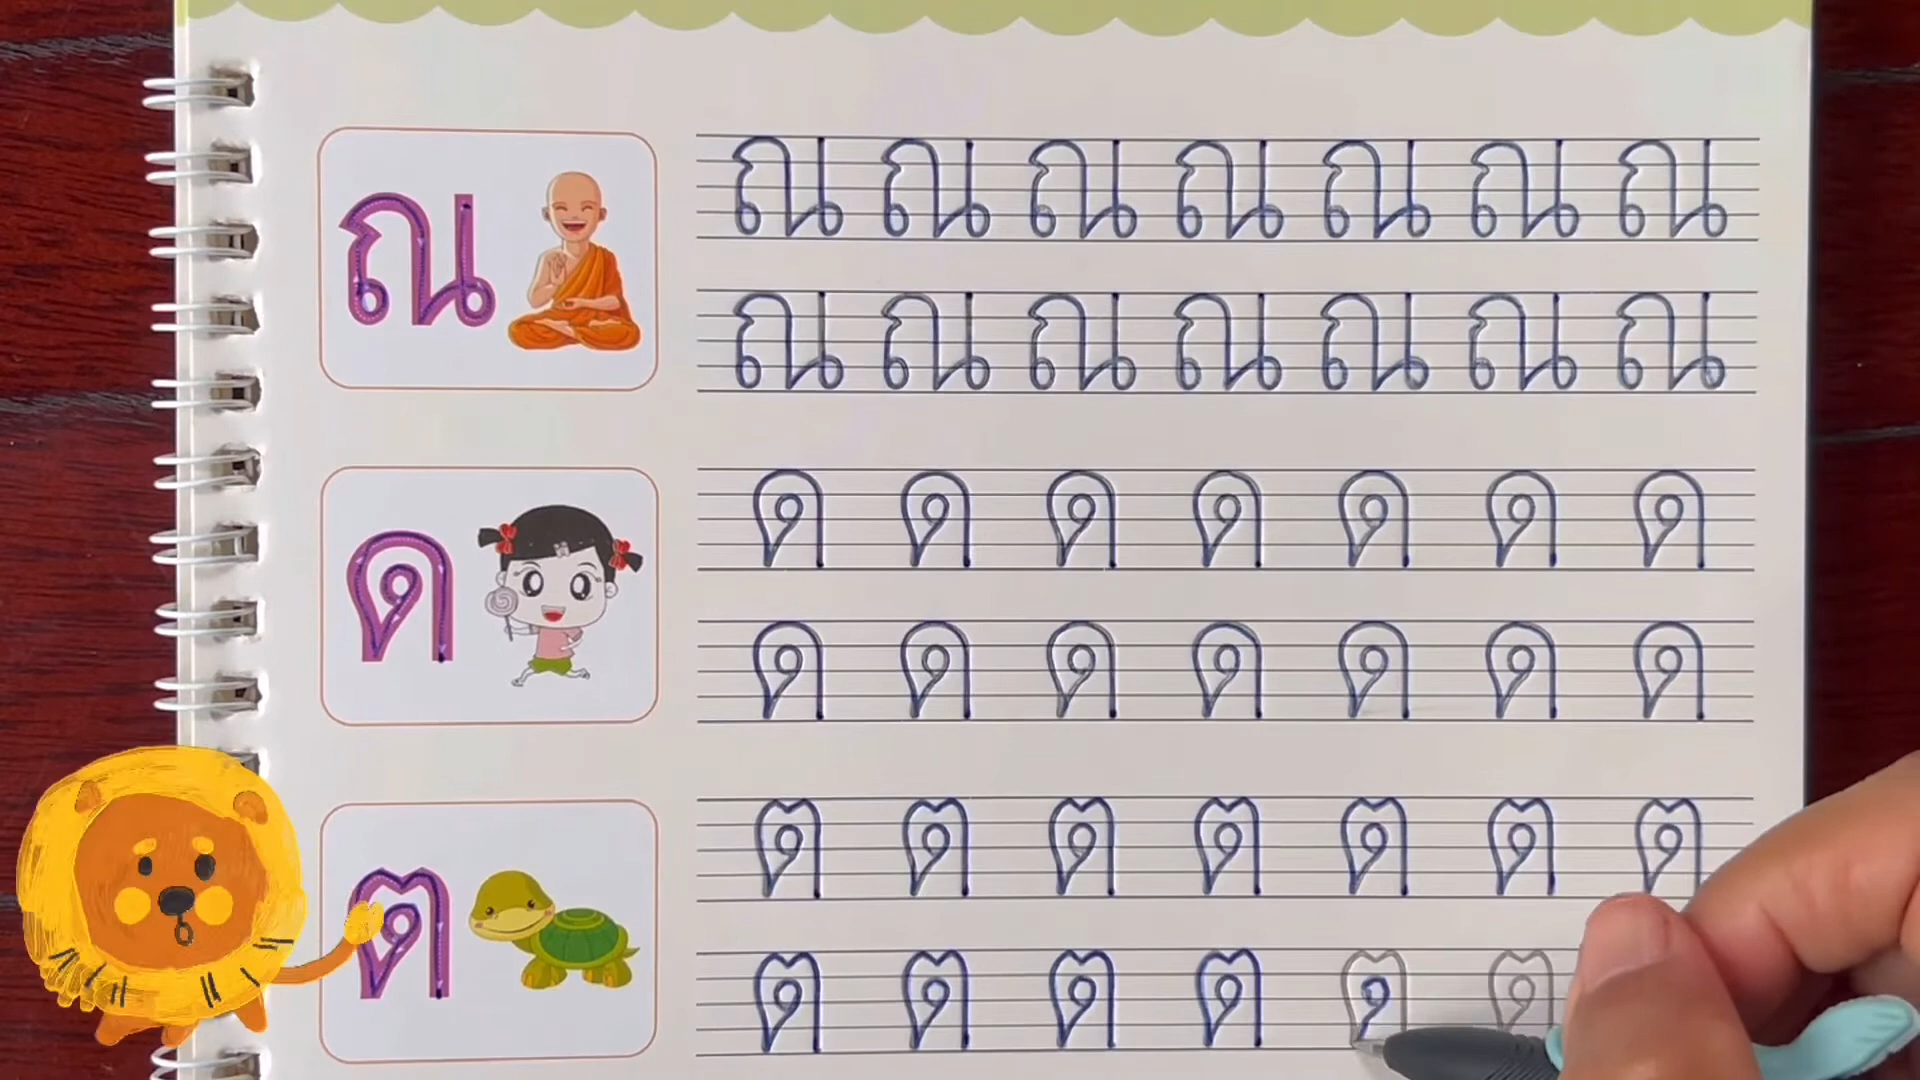 ณ
ณ ณ ณ ณ ณ ณ ณ
ณ ณ ณ ณ ณ ณ ณ
ด
ด ด ด ด ด ด ด
ด ด ด ด ด ด ด
ต
ต ต ต ต ต ต ต
ต ต ต ต ต ต